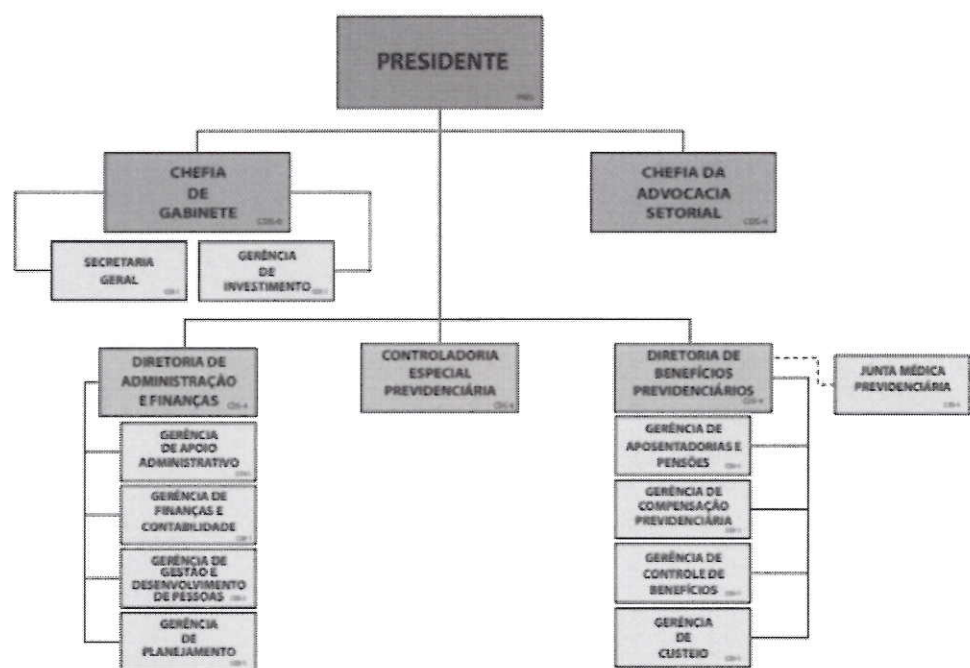 PRESIDENTE
CHEFIA
DE
GABINETE
CHEFIA DA
ADVOCACIA
SETORIAL
SECRETARIA
GERAL
GERÊNCIA
DE
INVESTIMENTO
DIRETORIA DE
ADMINISTRAÇÃO
E FINANÇAS
CONTROLADORIA
ESPECIAL
PREVIDENCIÁRIA
DIRETORIA DE
BENEFÍCIOS
PREVIDENCIÁRIOS
JUNTA MÉDICA
PREVIDENCIÁRIA
GERÊNCIA
DE APOIO
ADMINISTRATIVO
GERÊNCIA DE
FINANÇAS E
CONTABILIDADE
GERÊNCIA DE
GESTÃO E
DESENVOLVIMENTO
DE PESSOAS
GERÊNCIA
DE
PLANEJAMENTO
GERÊNCIA DE
APOSENTADORIAS E
PENSÕES
GERÊNCIA DE
COMPENSAÇÃO
PREVIDENCIÁRIA
GERÊNCIA DE
CONTROLE DE
BENEFÍCIOS
GERÊNCIA
DE
CUSTEIO